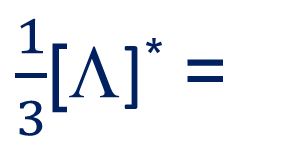 1/3 [Λ]* =